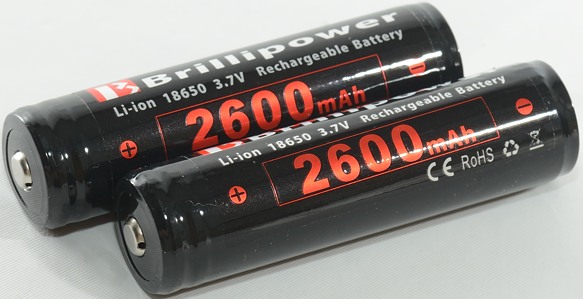 Brillipower
Li-ion 18650 3.7V Rechargeable Battery
2600mAh
Li-ion 18650 3.7V Rechargeable Battery
2600mAh
CE RoHS